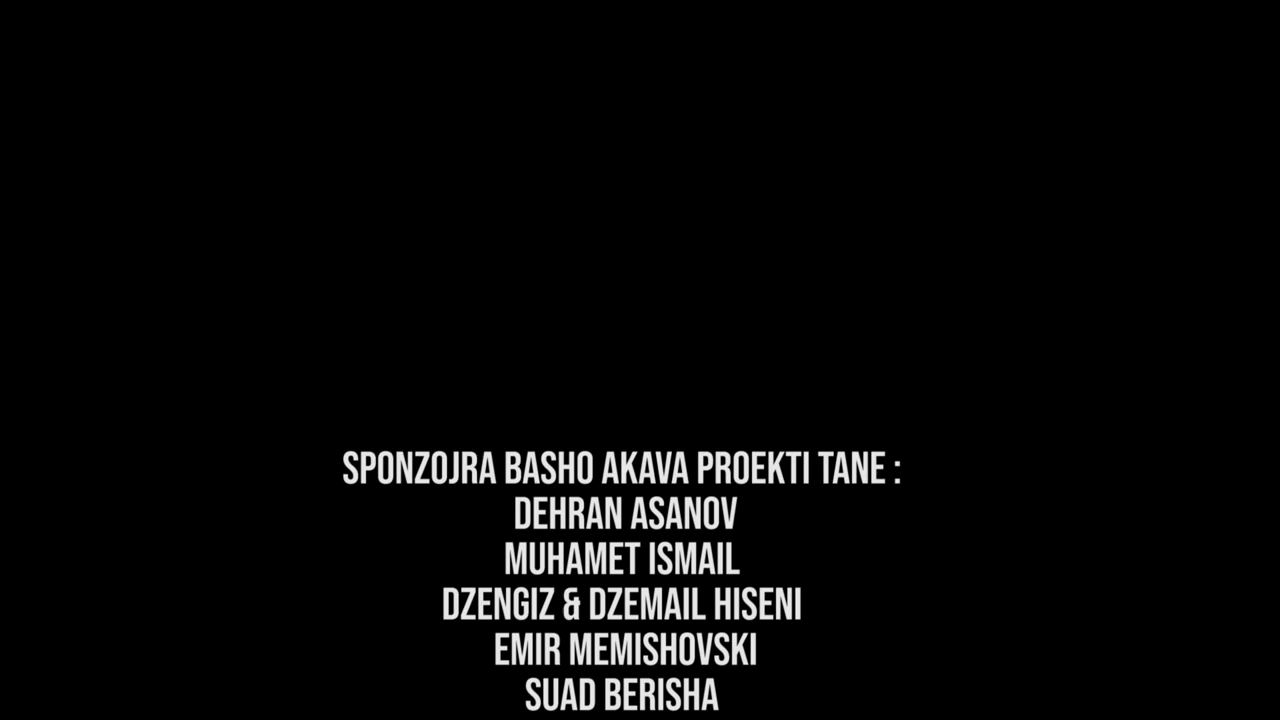 SPONZOJRA BASHO AKAVA PROEKTI TANE :
DEHRAN ASANOV
MUHAMET ISMAIL
DZENGIZ & DZEMAIL HISENI
EMIR MEMISHOVSKI
SUAD BERISHA